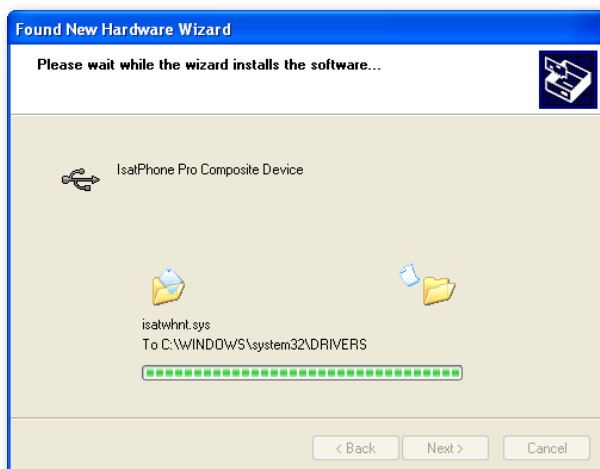 Found New Hardware Wizard
Please wait while the wizard installs the software...
IsatPhone Pro Composite Device
isatwhnt.sys
To C:\WINDOWS\system32\DRIVERS
< Back Next > Cancel